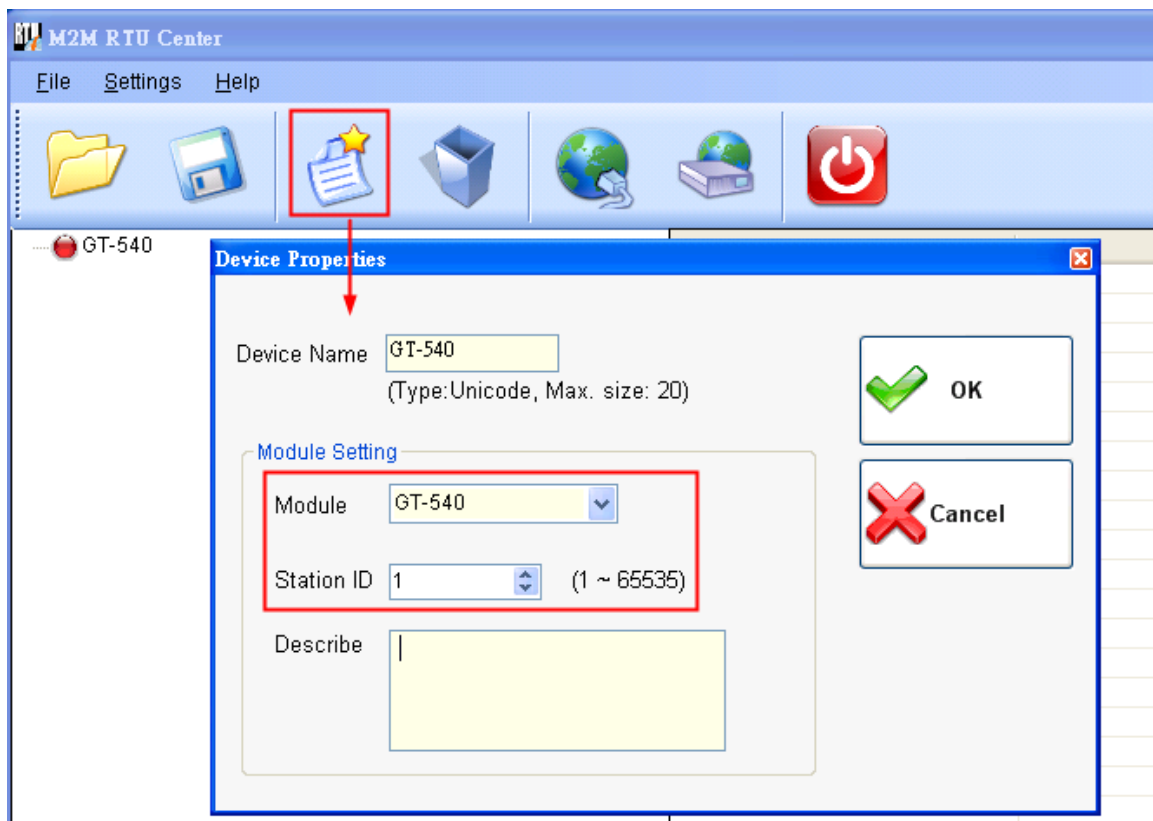 RTU M2M RTU Center
File Settings Help
GT-540
Device Properties
Device Name GT-540
(Type:Unicode, Max. size: 20)
OK
Module Setting
Module GT-540
Cancel
Station ID 1 (1 ~ 65535)
Describe